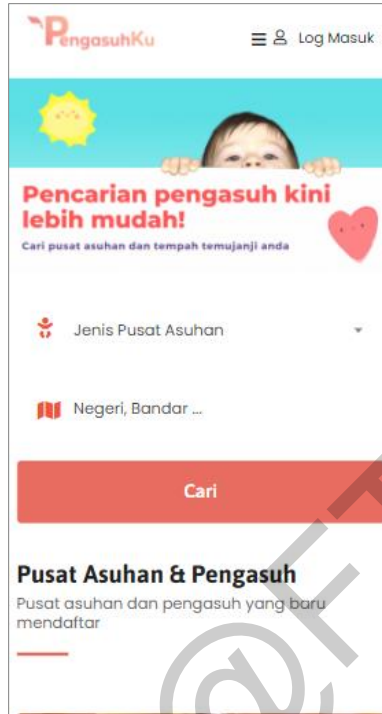 PengasuhKu
Log Masuk
Pencarian pengasuh kini
lebih mudah!
Cari pusat asuhan dan tempah temujanji anda
Jenis Pusat Asuhan
Negeri, Bandar ...
Cari
Pusat Asuhan & Pengasuh
Pusat asuhan dan pengasuh yang baru
mendaftar
@FT